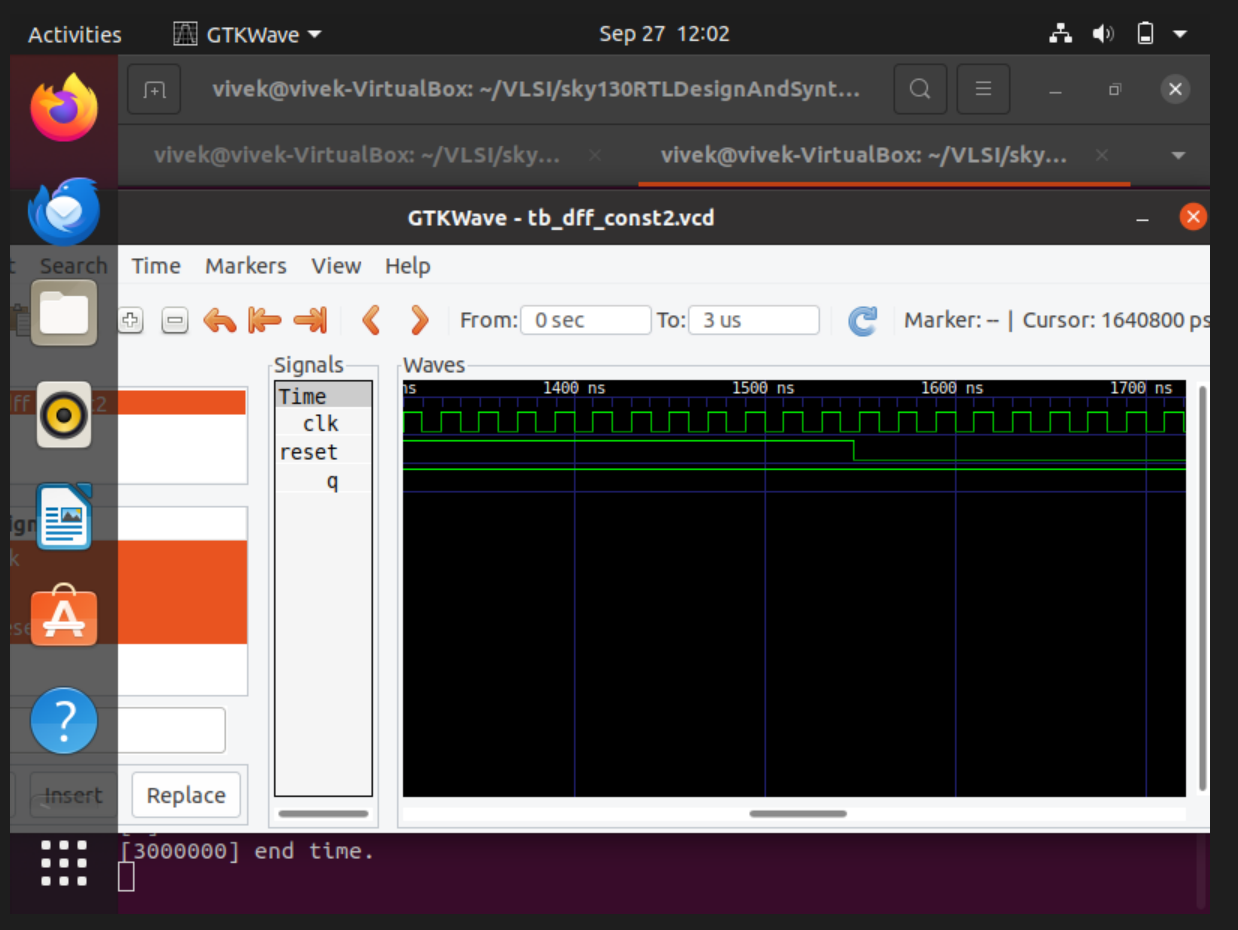 Activities GTKWave Sep 27 12:02
vivek@vivek-VirtualBox: ~/VLSI/sky130RTLDesignAndSynt...
vivek@vivek-VirtualBox: ~/VLSI/sky... vivek@vivek-VirtualBox: ~/VLSI/sky...
GTKWave - tb_dff_const2.vcd
t Search Time Markers View Help
From: 0 sec To: 3 us Marker: -- | Cursor: 1640800 ps
Signals Waves
Time ns 1400 ns 1500 ns 1600 ns 1700 ns
clk
reset
q
ff 2
ign
k
ese
Insert Replace
[3000000] end time.